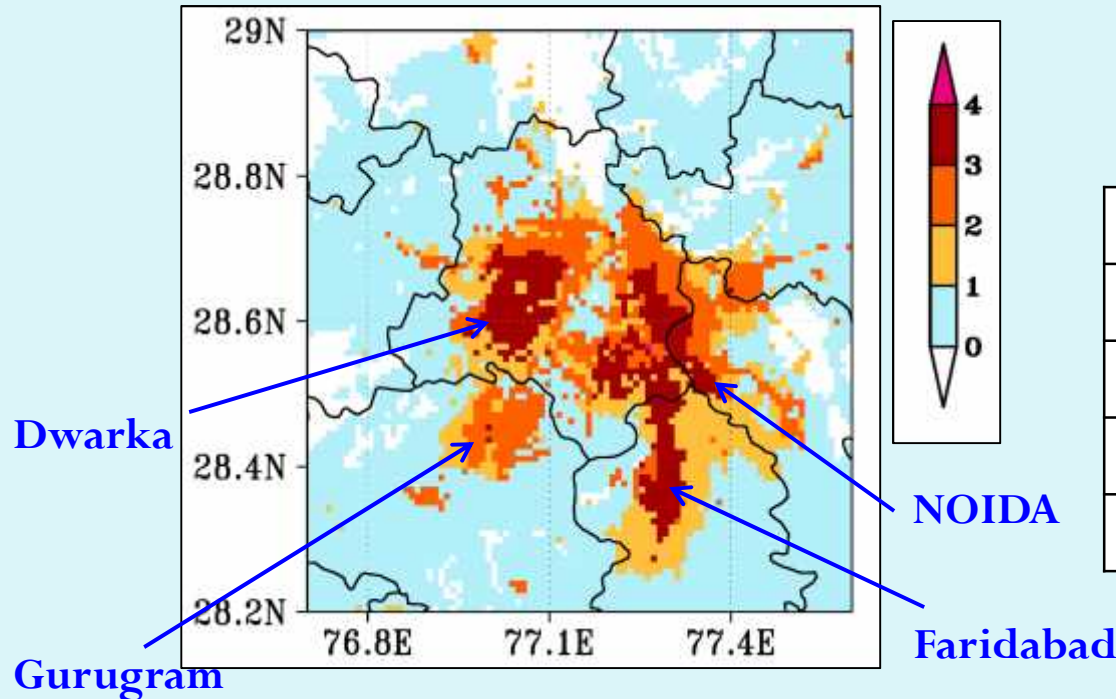 29N
28.8N
28.6N
28.4N
28.2N
76.8E 77.1E 77.4E
4
3
2
1
0
Dwarka
Gurugram
NOIDA
Faridabad